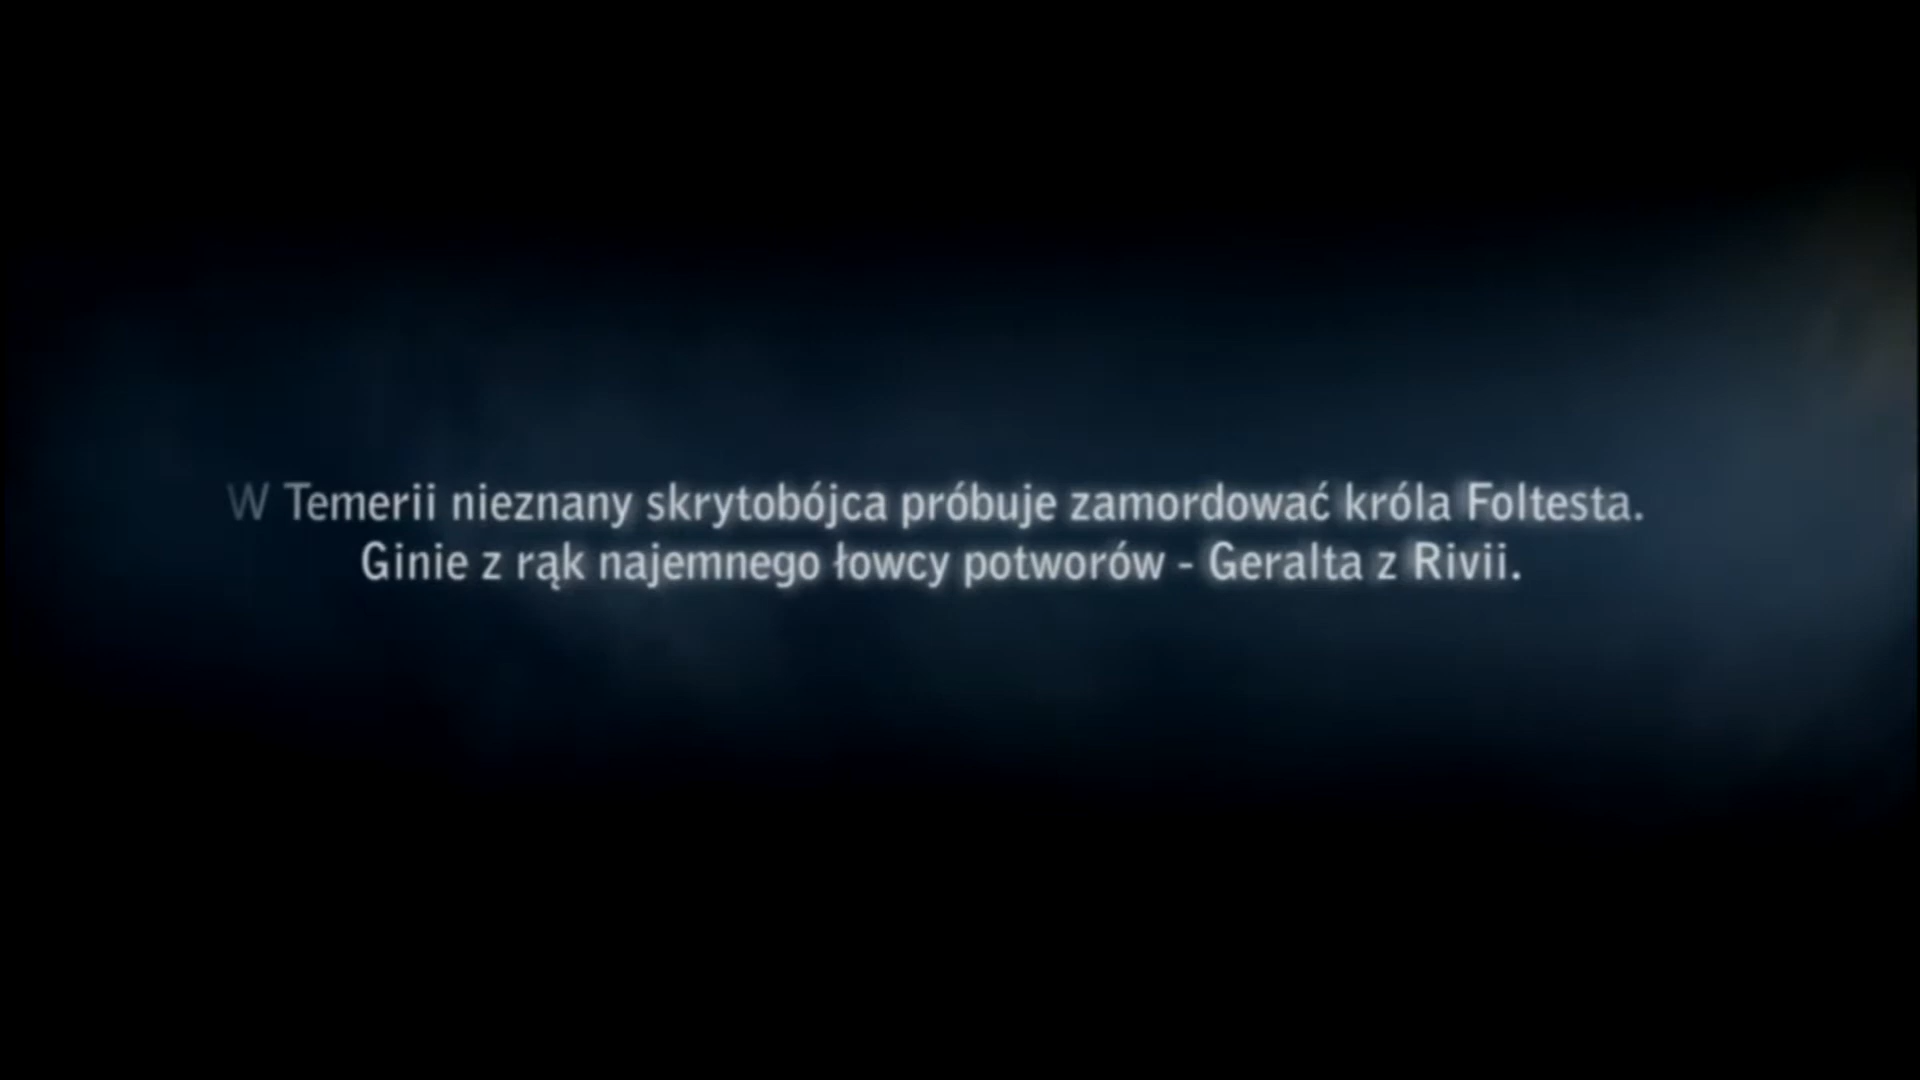 W Temerii nieznany skrytobójca próbuje zamordować króla Foltesta.
Ginie z rąk najemnego łowcy potworów - Geralta z Rivii.